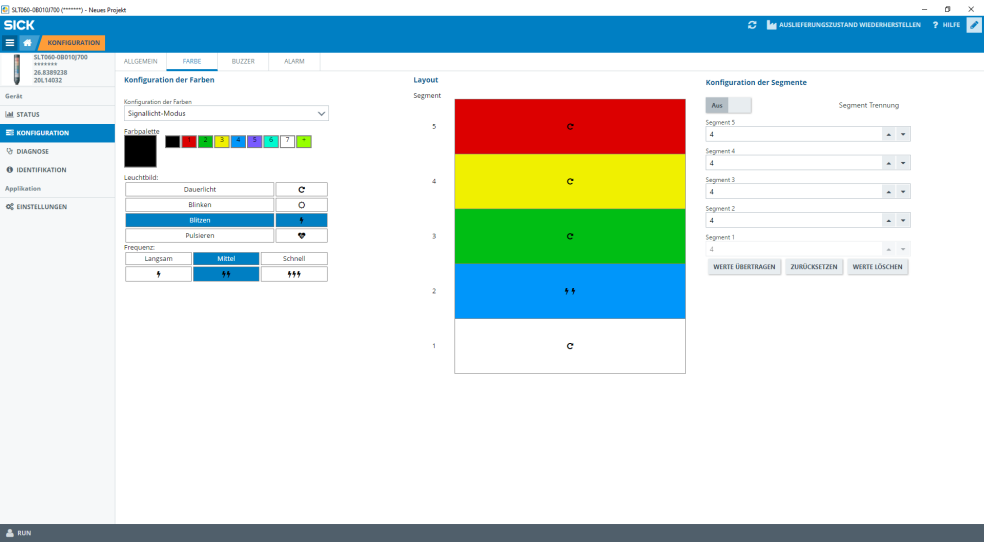 SLT060-0B010J700 (*******) - Neues Projekt
SICK
AUSLIEFERUNGSZUSTAND WIEDERHERSTELLEN
? HILFE
KONFIGURATION
SLT060-0B010J700
*******
26.8389238
20L14032
Gerät
STATUS
KONFIGURATION
DIAGNOSE
IDENTIFIKATION
Applikation
EINSTELLUNGEN
ALLGEMEIN FARBE BUZZER ALARM
Konfiguration der Farben
Konfiguration der Farben
Signallicht-Modus
Farbpalette
1 2 3 4 5 6 7 +
Leuchtbild:
Dauerlicht
Blinken
Blitzen
Pulsieren
Frequenz:
Langsam Mittel Schnell
Layout
Segment
5
4
3
2
1
Konfiguration der Segmente
Aus Segment Trennung
Segment 5
4
Segment 4
4
Segment 3
4
Segment 2
4
Segment 1
4
WERTE ÜBERTRAGEN ZURÜCKSETZEN WERTE LÖSCHEN
RUN